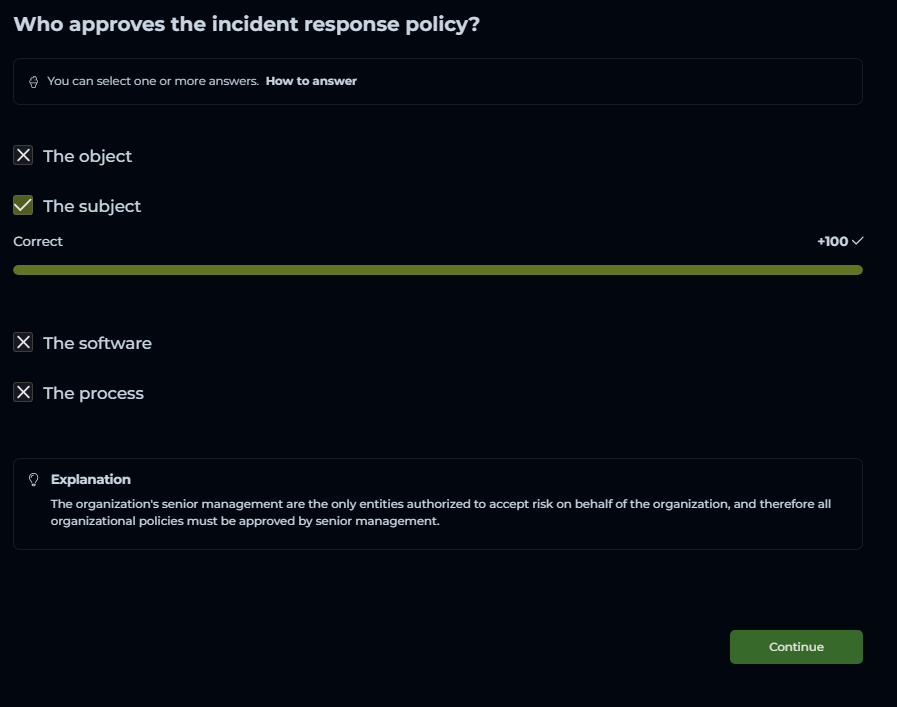 Who approves the incident response policy?
You can select one or more answers. How to answer
The object
The subject
Correct
+100
The software
The process
Explanation
The organization's senior management are the only entities authorized to accept risk on behalf of the organization, and therefore all
organizational policies must be approved by senior management.
Continue